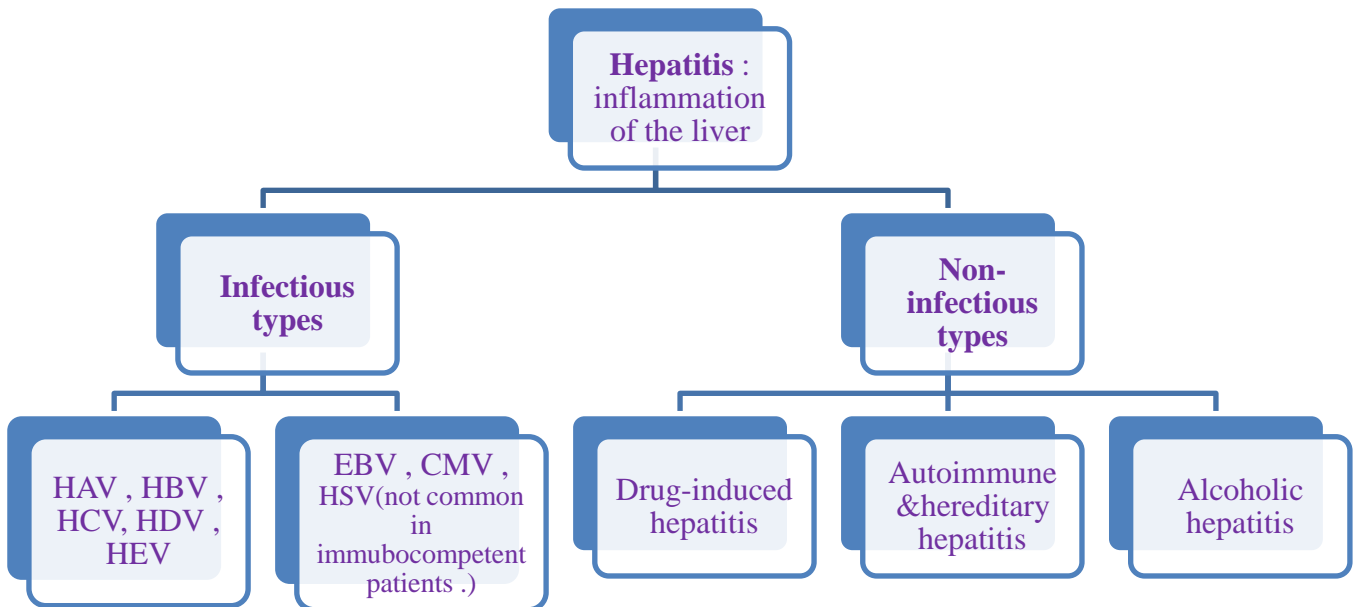 Hepatitis :
inflammation
of the liver
Infectious
types
Non-
infectious
types
HAV , HBV ,
HCV, HDV ,
HEV
EBV , CMV ,
HSV(not common
in
immubocompetent
patients .)
Drug-induced
hepatitis
Autoimmune
&hereditary
hepatitis
Alcoholic
hepatitis